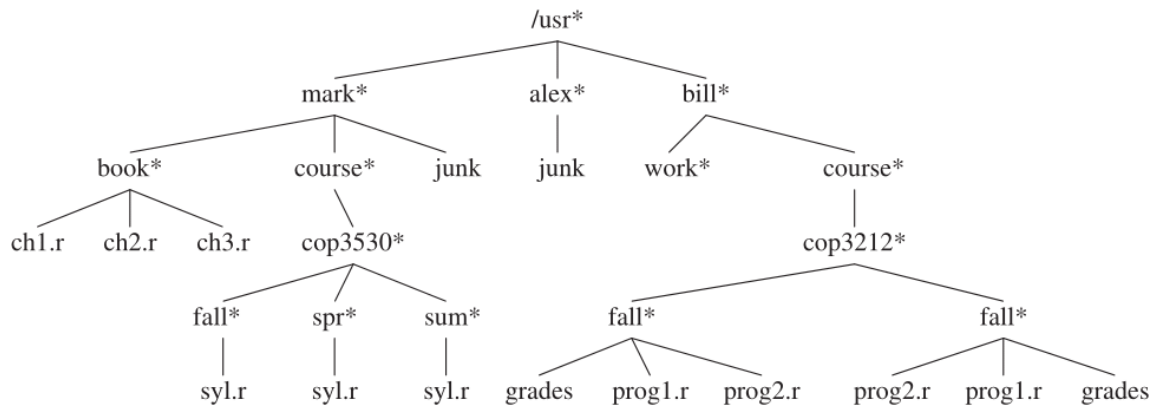 /usr*
mark* alex* bill*
book* course* junk junk work* course*
ch1.r ch2.r ch3.r cop3530* cop3212*
fall* spr* sum* fall* fall*
syl.r syl.r syl.r grades prog1.r prog2.r prog2.r prog1.r grades